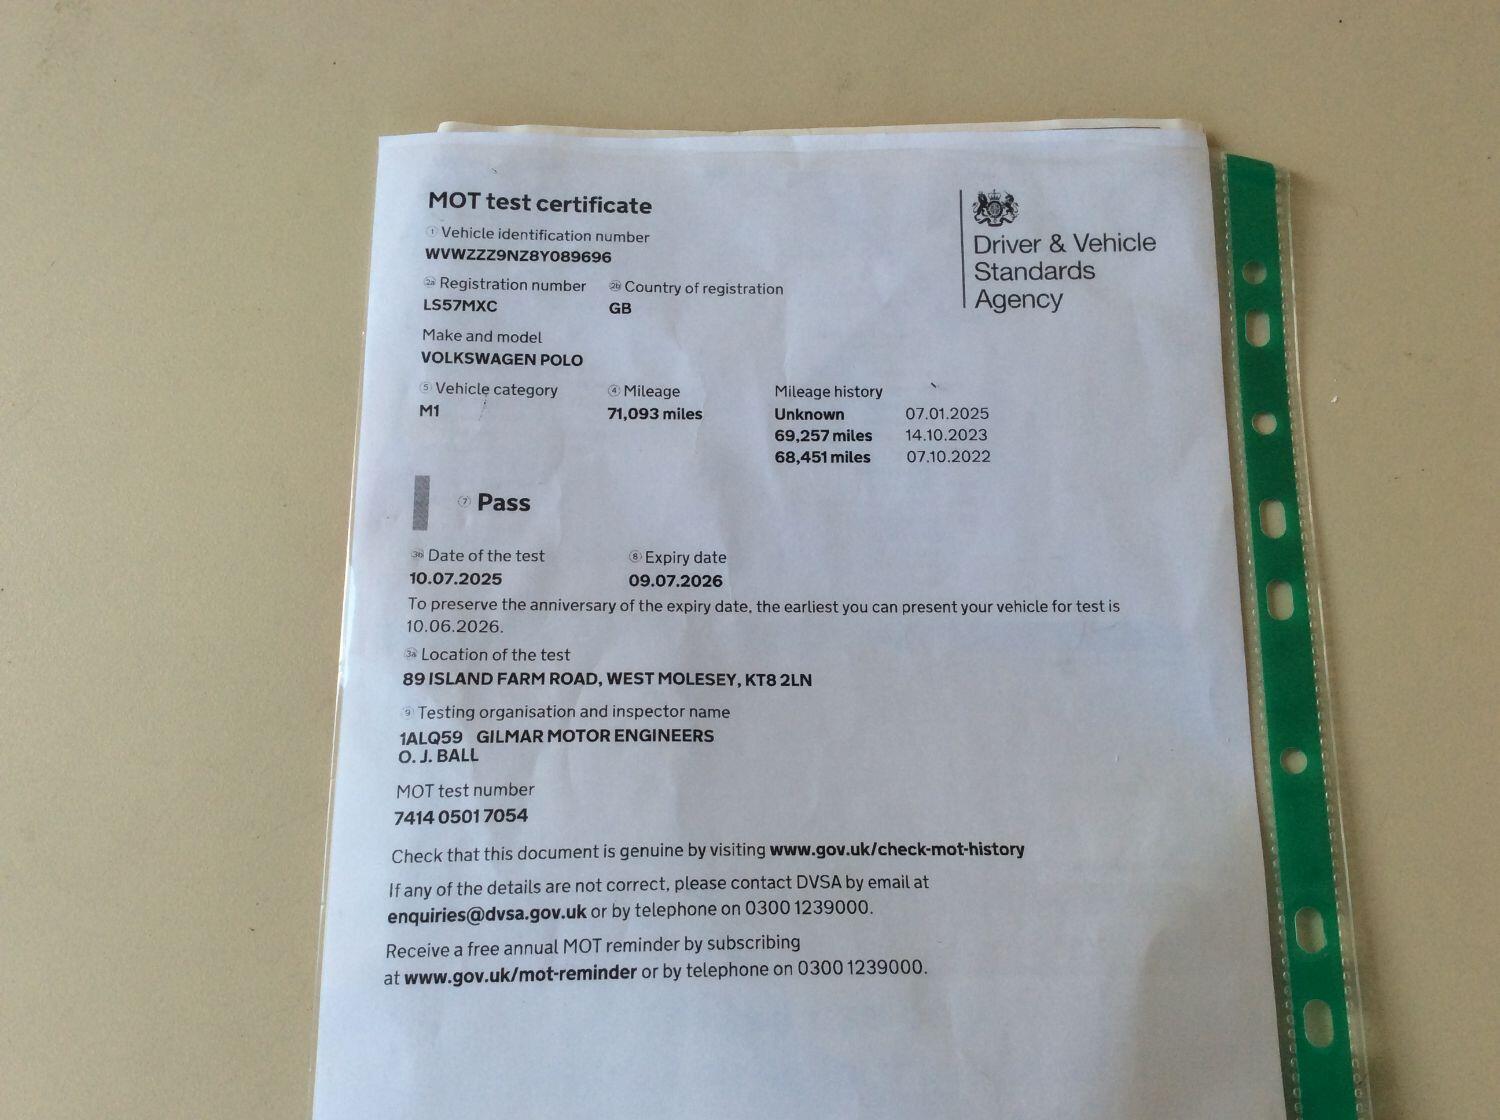 MOT test certificate
1 Vehicle identification number
WVWZZZ9NZ8Y089696
2a Registration number 2b Country of registration
LS57MXC GB
Make and model
VOLKSWAGEN POLO
5 Vehicle category 4 Mileage Mileage history
M1 71,093 miles Unknown 07.01.2025
69,257 miles 14.10.2023
68,451 miles 07.10.2022
Driver & Vehicle
Standards
Agency
7 Pass
3b Date of the test 8 Expiry date
10.07.2025 09.07.2026
To preserve the anniversary of the expiry date, the earliest you can present your vehicle for test is
10.06.2026.
3a Location of the test
89 ISLAND FARM ROAD, WEST MOLESEY, KT8 2LN
9 Testing organisation and inspector name
1ALQ59 GILMAR MOTOR ENGINEERS
O. J. BALL
MOT test number
7414 0501 7054
Check that this document is genuine by visiting www.gov.uk/check-mot-history
If any of the details are not correct, please contact DVSA by email at
enquiries@dvsa.gov.uk or by telephone on 0300 1239000.
Receive a free annual MOT reminder by subscribing
at www.gov.uk/mot-reminder or by telephone on 0300 1239000.